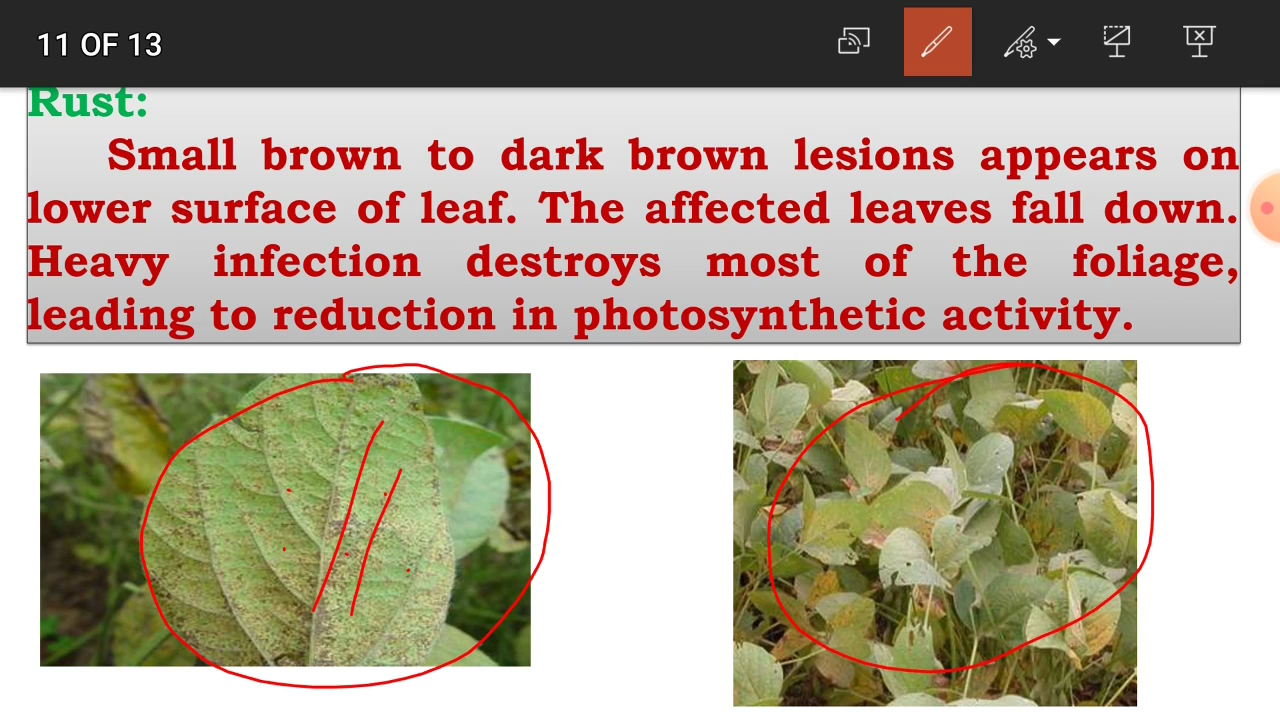 11 OF 13
Rust:
Small brown to dark brown lesions appears on
lower surface of leaf. The affected leaves fall down.
Heavy infection destroys most of the foliage,
leading to reduction in photosynthetic activity.